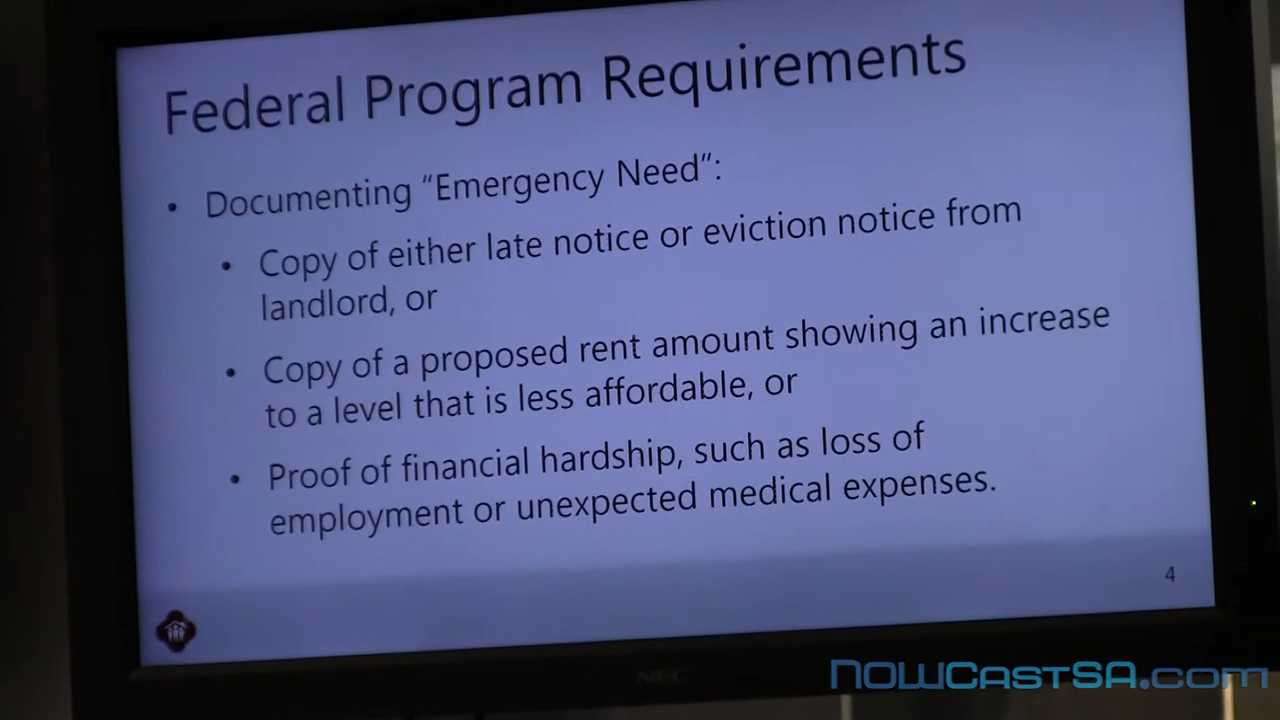 Federal Program Requirements
• Documenting “Emergency Need”:
• Copy of either late notice or eviction notice from
landlord, or
• Copy of a proposed rent amount showing an increase
to a level that is less affordable, or
• Proof of financial hardship, such as loss of
employment or unexpected medical expenses.
4
NEC
NowCastSA.com